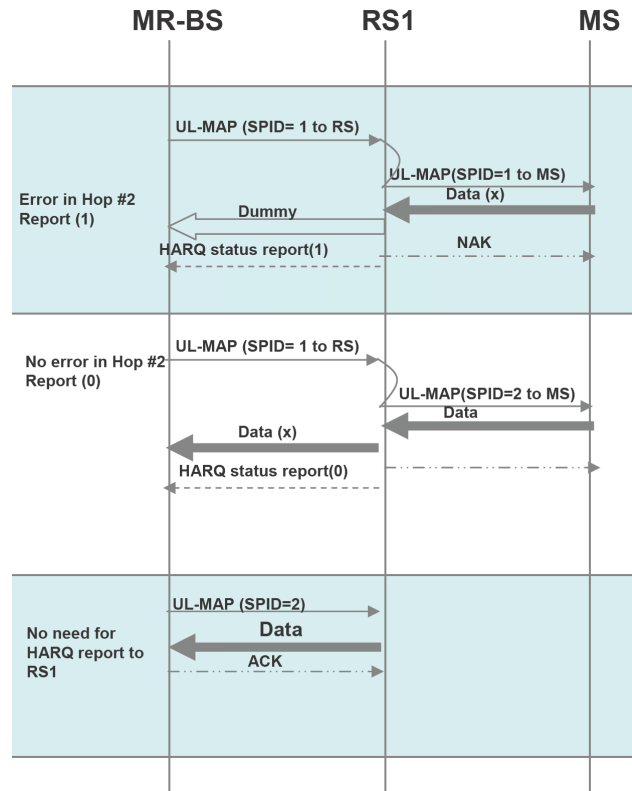 MR-BS RS1 MS
UL-MAP (SPID= 1 to RS)
UL-MAP(SPID=1 to MS)
Error in Hop #2
Report (1)
Data (x)
Dummy
HARQ status report(1)
NAK
No error in Hop #2
Report (0)
UL-MAP (SPID= 1 to RS)
UL-MAP(SPID=2 to MS)
Data
Data (x)
HARQ status report(0)
UL-MAP (SPID=2)
No need for
HARQ report to
RS1
Data
ACK